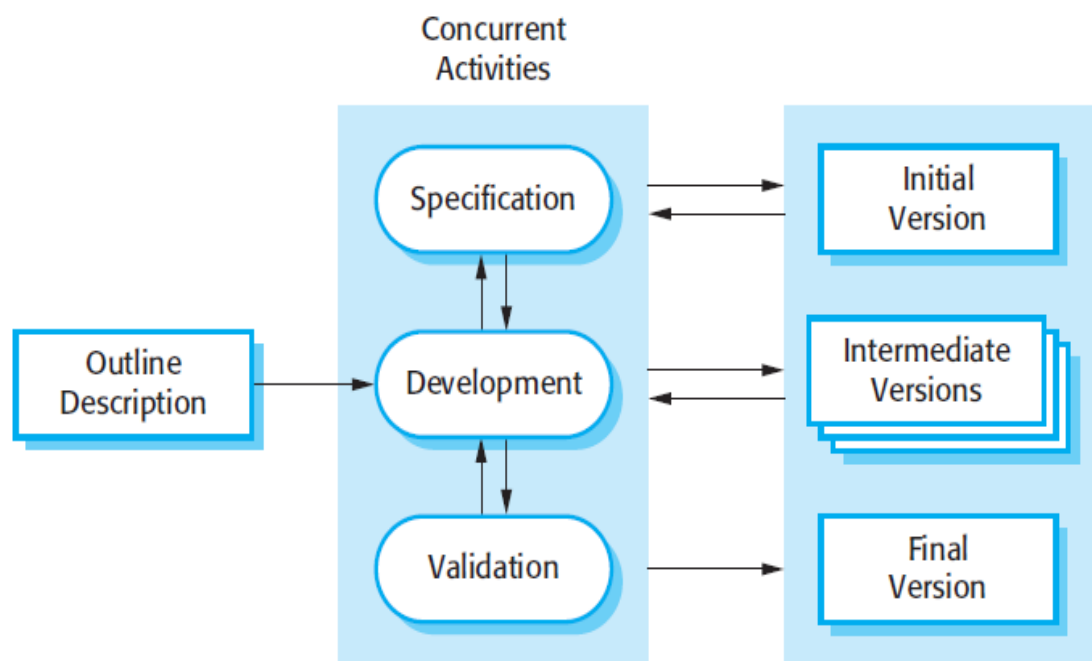 Concurrent
Activities
Specification
Initial
Version
Outline
Description
Development
Intermediate
Versions
Validation
Final
Version